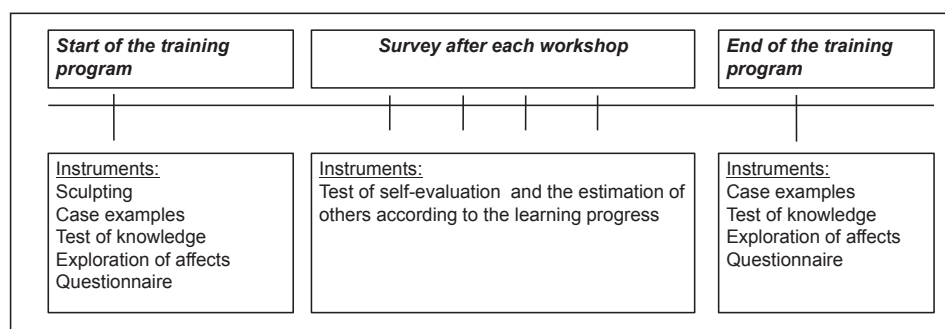 Start of the training
program
Survey after each workshop
End of the training
program
Instruments:
Sculpting
Case examples
Test of knowledge
Exploration of affects
Questionnaire
Instruments:
Test of self-evaluation and the estimation of
others according to the learning progress
Instruments:
Case examples
Test of knowledge
Exploration of affects
Questionnaire